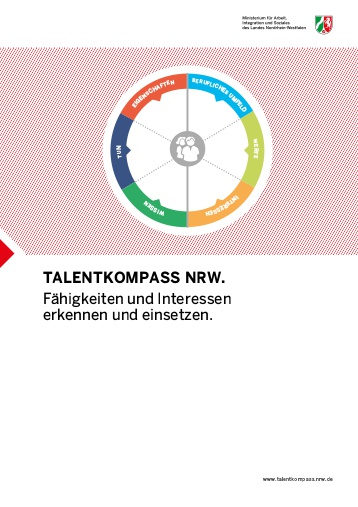 Ministerium für Arbeit,
Integration und Soziales
des Landes Nordrhein-Westfalen
EIGENSCHAFTEN
BERUFLICHES UMFELD
TUN
WERTE
WISSEN
INTERESSEN
TALENTKOMPASS NRW.
Fähigkeiten und Interessen
erkennen und einsetzen.
www.talentkompass.nrw.de